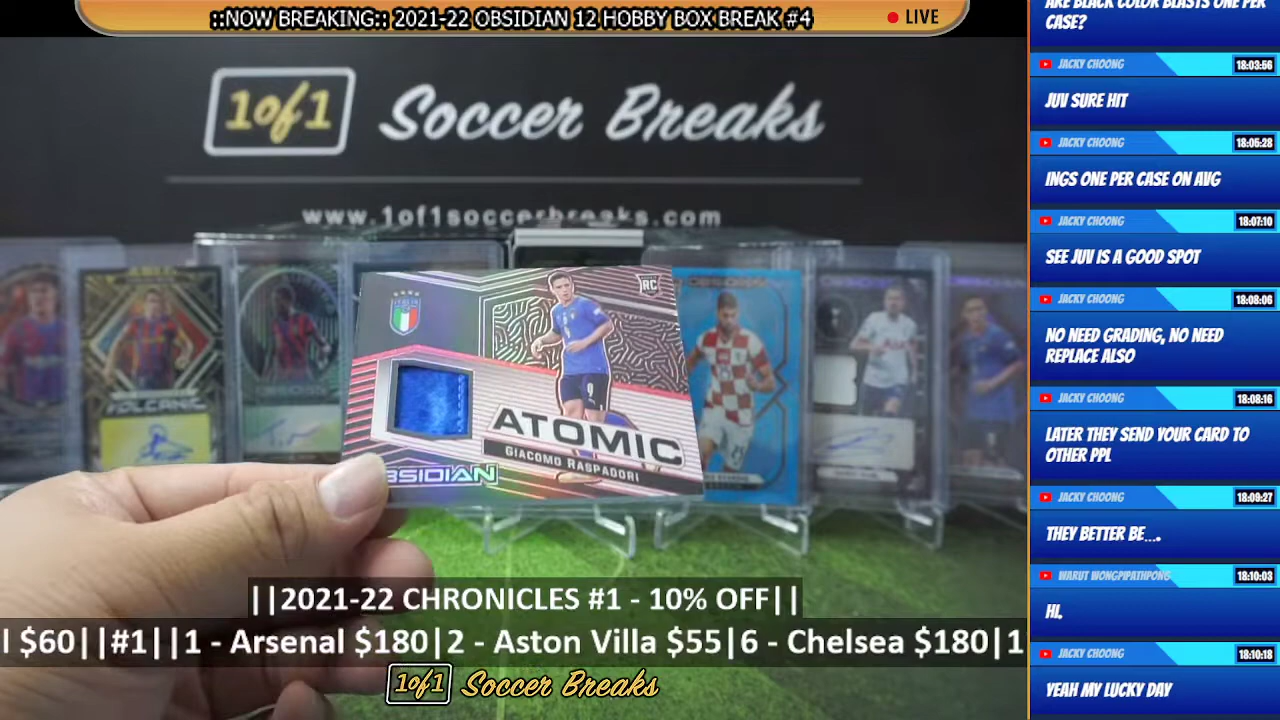 ::NOW BREAKING:: 2021-22 OBSIDIAN 12 HOBBY BOX BREAK #4
LIVE
1of1 Soccer Breaks
www.1of1soccerbreaks.com
RC
9
ATOMIC
GIACOMO RASPADORI
OBSIDIAN
VOLCANIC
||2021-22 CHRONICLES #1 - 10% OFF||
l $60||#1||1 - Arsenal $180|2 - Aston Villa $55|6 - Chelsea $180|1
1of1 Soccer Breaks
ARE BLACK COLOR BLASTS ONE PER
CASE?
JACKY CHOONG 18:03:56
JUV SURE HIT
JACKY CHOONG 18:05:28
INGS ONE PER CASE ON AVG
JACKY CHOONG 18:07:10
SEE JUV IS A GOOD SPOT
JACKY CHOONG 18:08:06
NO NEED GRADING, NO NEED
REPLACE ALSO
JACKY CHOONG 18:08:16
LATER THEY SEND YOUR CARD TO
OTHER PPL
JACKY CHOONG 18:09:27
THEY BETTER BE....
WARUT WONGPIPATHPONG 18:10:03
HI.
JACKY CHOONG 18:10:18
YEAH MY LUCKY DAY